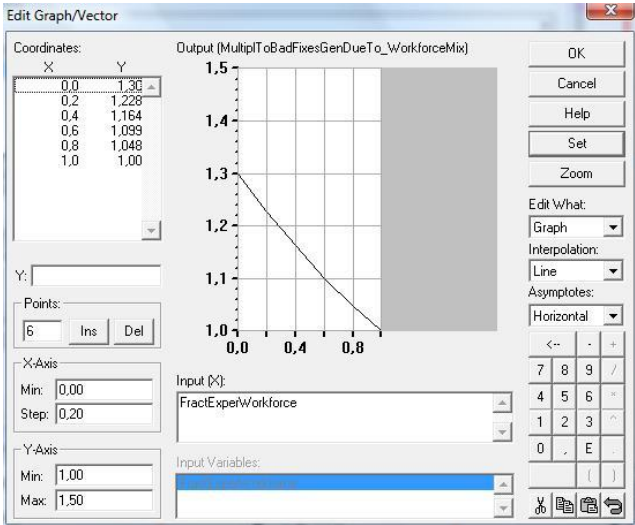 Edit Graph/Vector
Coordinates:
X Y
0,0 1,30
0,2 1,228
0,4 1,164
0,6 1,099
0,8 1,048
1,0 1,00
Y:
Points:
6 Ins Del
X-Axis
Min: 0,00
Step: 0,20
Y-Axis
Min: 1,00
Max: 1,50
Output (MultiplToBadFixesGenDueTo_WorkforceMix)
1,5
1,4
1,3
1,2
1,1
1,0
0,0 0,4 0,8
Input (X):
FractExperWorkforce
Input Variables:
OK
Cancel
Help
Set
Zoom
Edit What:
Graph
Interpolation:
Line
Asymptotes:
Horizontal
<-- - +
7 8 9 /
4 5 6 *
1 2 3 ^
0 , E .
( )